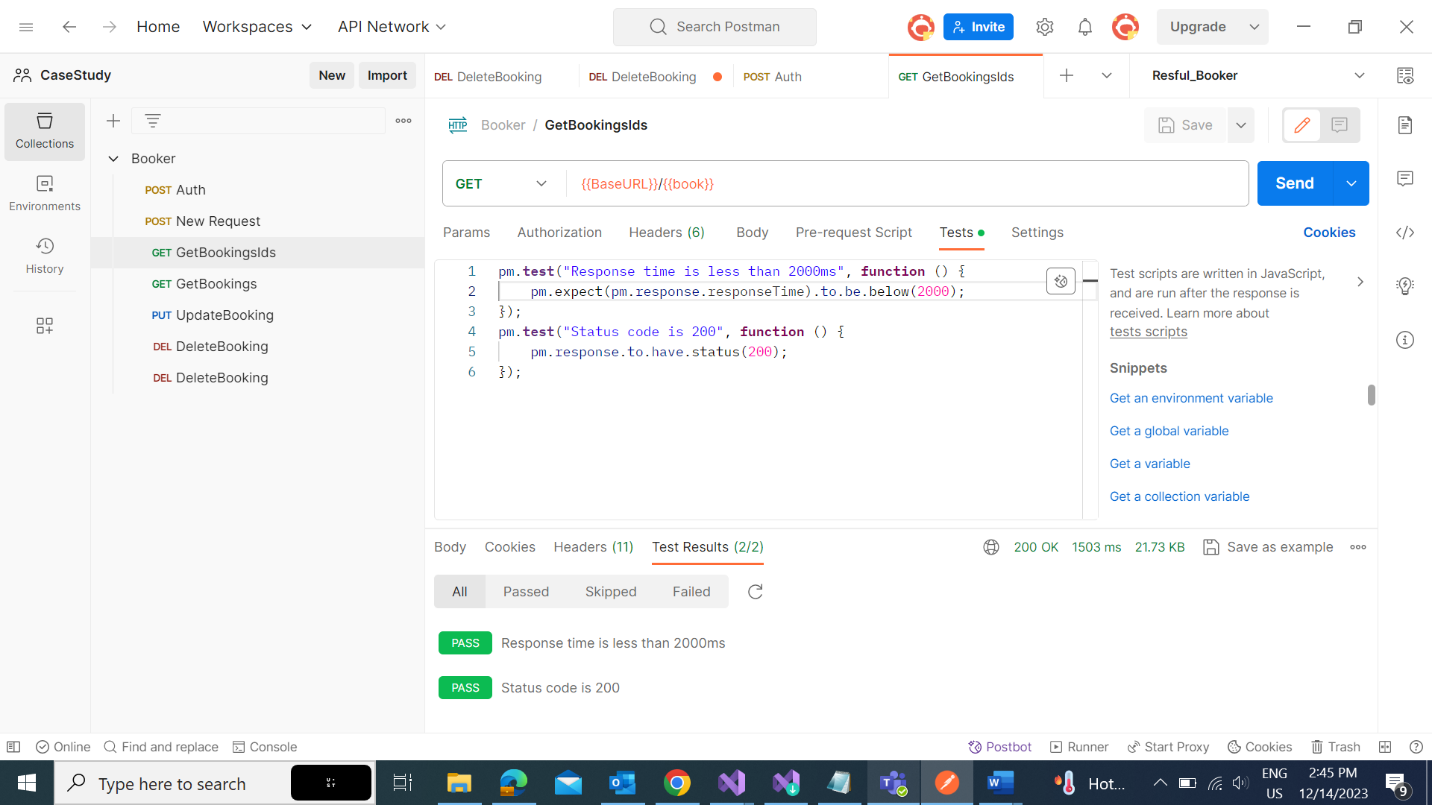 Home Workspaces API Network Search Postman Invite Upgrade
CaseStudy New Import
DEL DeleteBooking DEL DeleteBooking POST Auth GET GetBookingsIds Resful_Booker
Collections
Environments
History
Booker
POST Auth
POST New Request
GET GetBookingsIds
GET GetBookings
PUT UpdateBooking
DEL DeleteBooking
DEL DeleteBooking
HTTP Booker / GetBookingsIds Save
GET {{BaseURL}}/{{book}} Send
Params Authorization Headers (6) Body Pre-request Script Tests Settings Cookies
1 pm.test("Response time is less than 2000ms", function () {
2 pm.expect(pm.response.responseTime).to.be.below(2000);
3 });
4 pm.test("Status code is 200", function () {
5 pm.response.to.have.status(200);
6 });
Test scripts are written in JavaScript,
and are run after the response is
received. Learn more about
tests scripts
Snippets
Get an environment variable
Get a global variable
Get a variable
Get a collection variable
Body Cookies Headers (11) Test Results (2/2) 200 OK 1503 ms 21.73 KB Save as example
All Passed Skipped Failed
PASS Response time is less than 2000ms
PASS Status code is 200
Online Find and replace Console Postbot Runner Start Proxy Cookies Trash
Type here to search Hot... ENG 2:45 PM
US 12/14/2023 9